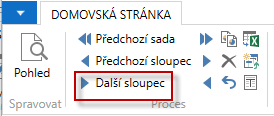 DOMOVSKÁ STRÁNKA
Pohled
Předchozí sada
Předchozí sloupec
Další sloupec
Spravovat
Proces